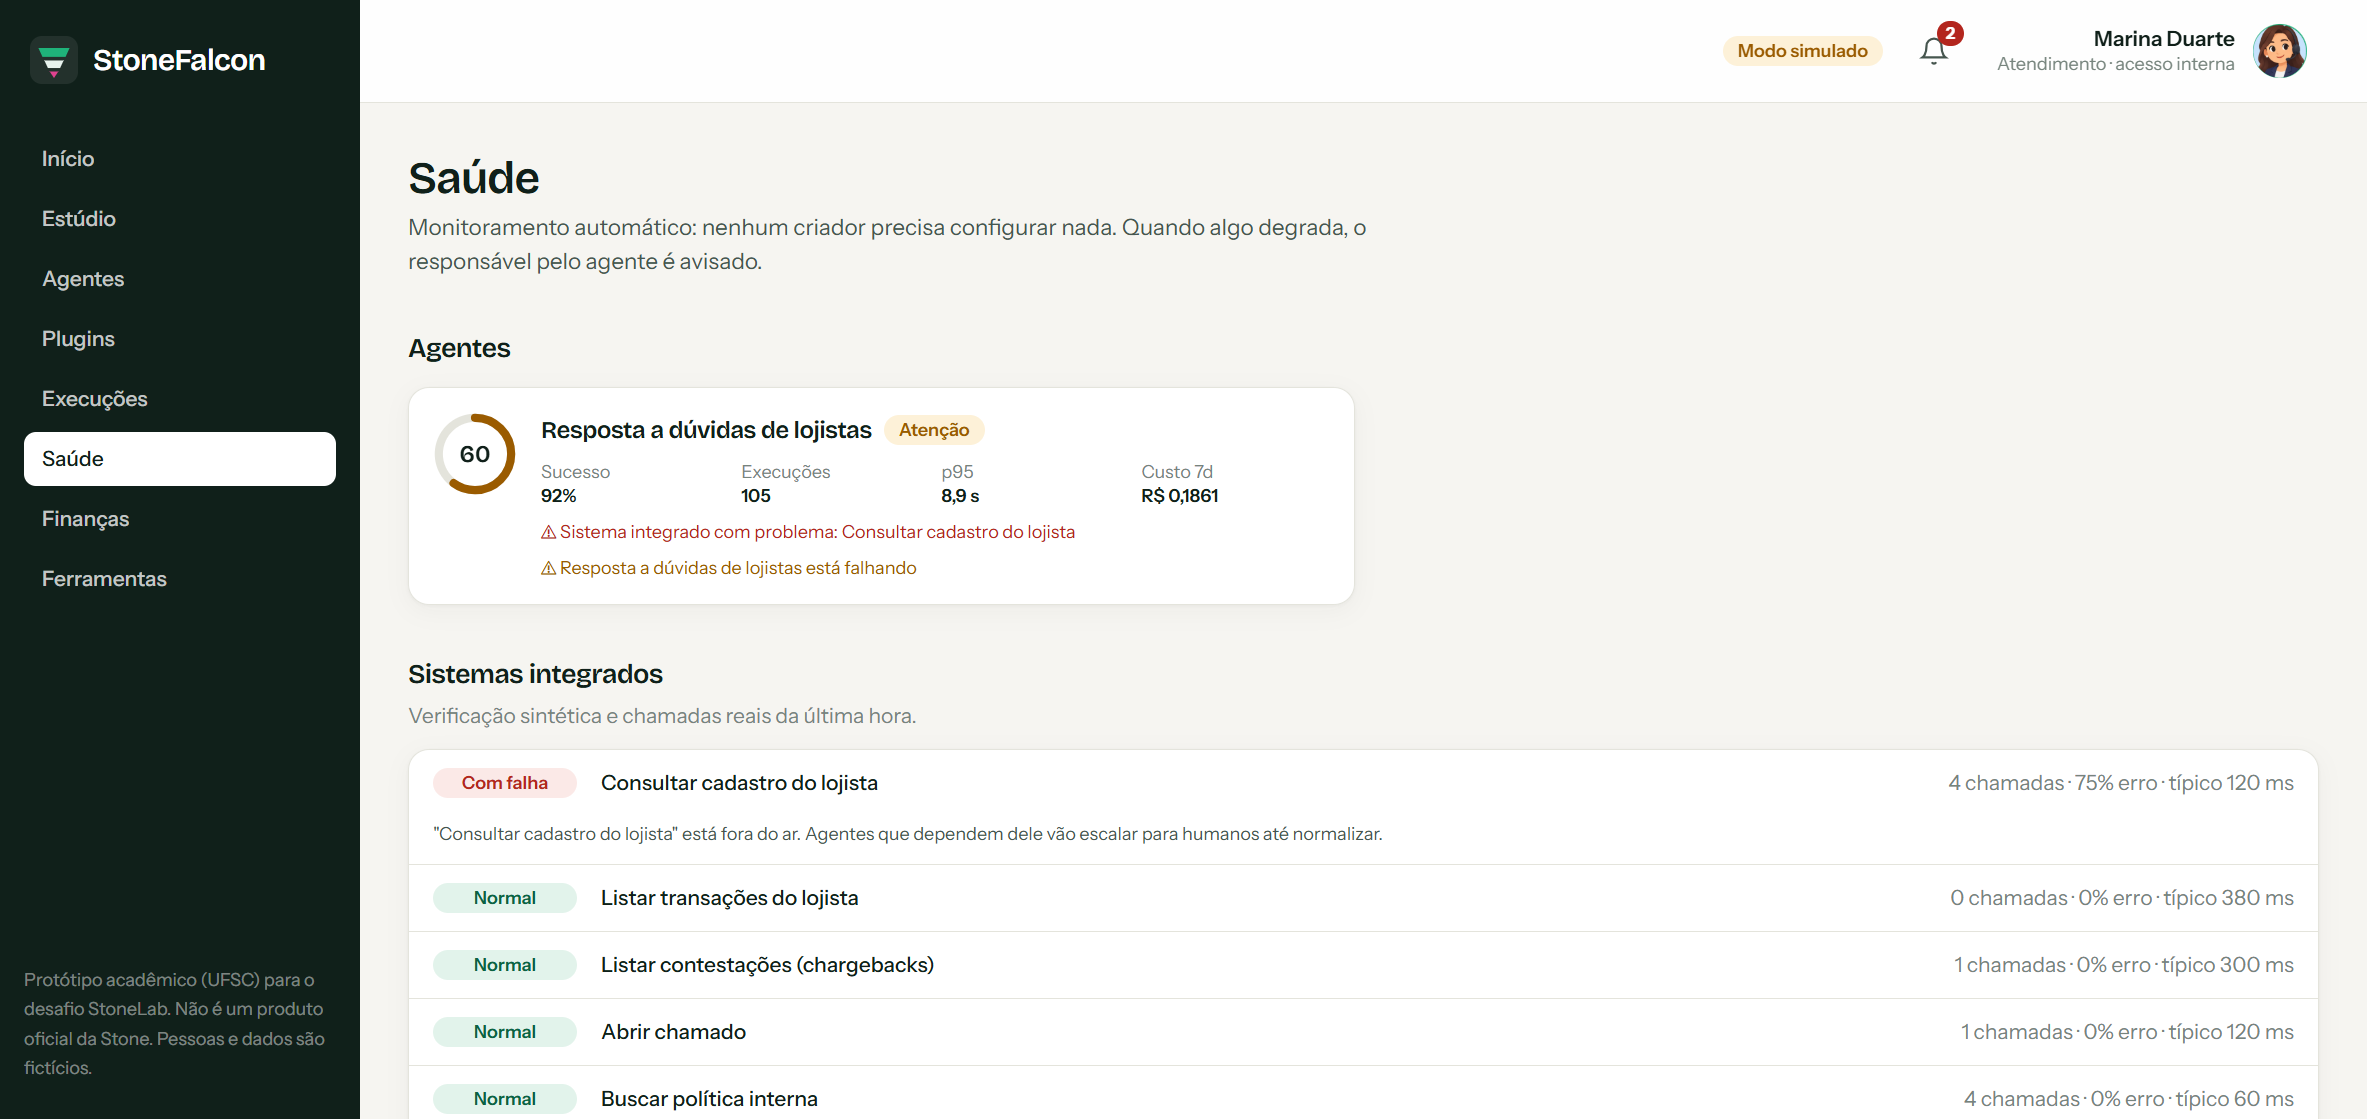 StoneFalcon
Início
Estúdio
Agentes
Plugins
Execuções
Saúde
Finanças
Ferramentas
Protótipo acadêmico (UFSC) para o
desafio StoneLab. Não é um produto
oficial da Stone. Pessoas e dados são
fictícios.
Modo simulado
2
Marina Duarte
Atendimento · acesso interna
Saúde
Monitoramento automático: nenhum criador precisa configurar nada. Quando algo degrada, o
responsável pelo agente é avisado.
Agentes
60
Resposta a dúvidas de lojistas Atenção
Sucesso Execuções p95 Custo 7d
92% 105 8,9 s R$ 0,1861
⚠ Sistema integrado com problema: Consultar cadastro do lojista
⚠ Resposta a dúvidas de lojistas está falhando
Sistemas integrados
Verificação sintética e chamadas reais da última hora.
Com falha Consultar cadastro do lojista 4 chamadas · 75% erro · típico 120 ms
"Consultar cadastro do lojista" está fora do ar. Agentes que dependem dele vão escalar para humanos até normalizar.
Normal Listar transações do lojista 0 chamadas · 0% erro · típico 380 ms
Normal Listar contestações (chargebacks) 1 chamadas · 0% erro · típico 300 ms
Normal Abrir chamado 1 chamadas · 0% erro · típico 120 ms
Normal Buscar política interna 4 chamadas · 0% erro · típico 60 ms